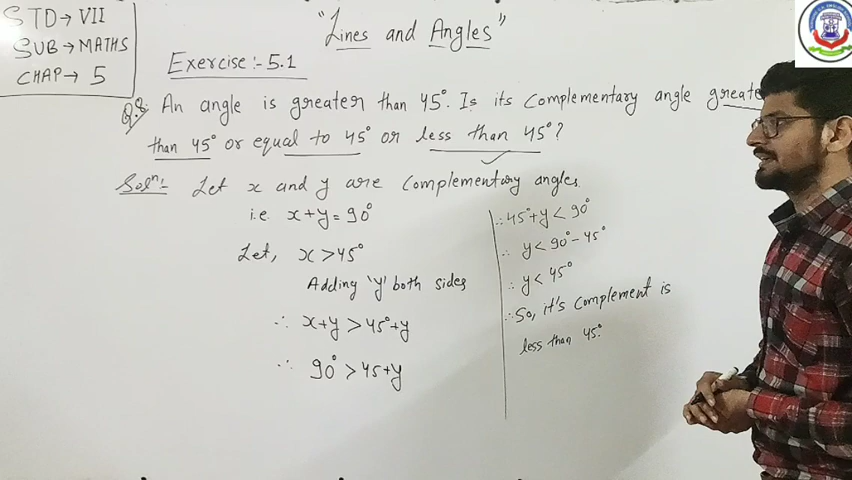 STD → VII
SUB → MATHS
CHAP → 5
"Lines and Angles"
Exercise:- 5.1
Q.8. An angle is greater than 45°. Is its complementary angle greate
than 45° or equal to 45° or less than 45°?
Solⁿ:- Let x and y are complementary angles.
i.e. x+y = 90°
Let, x > 45°
Adding 'y' both sides
∴ x+y > 45°+y
∴ 90° > 45+y
∴ 45°+y < 90°
∴ y < 90° - 45°
∴ y < 45°
∴ So, it's complement is
less than 45°.